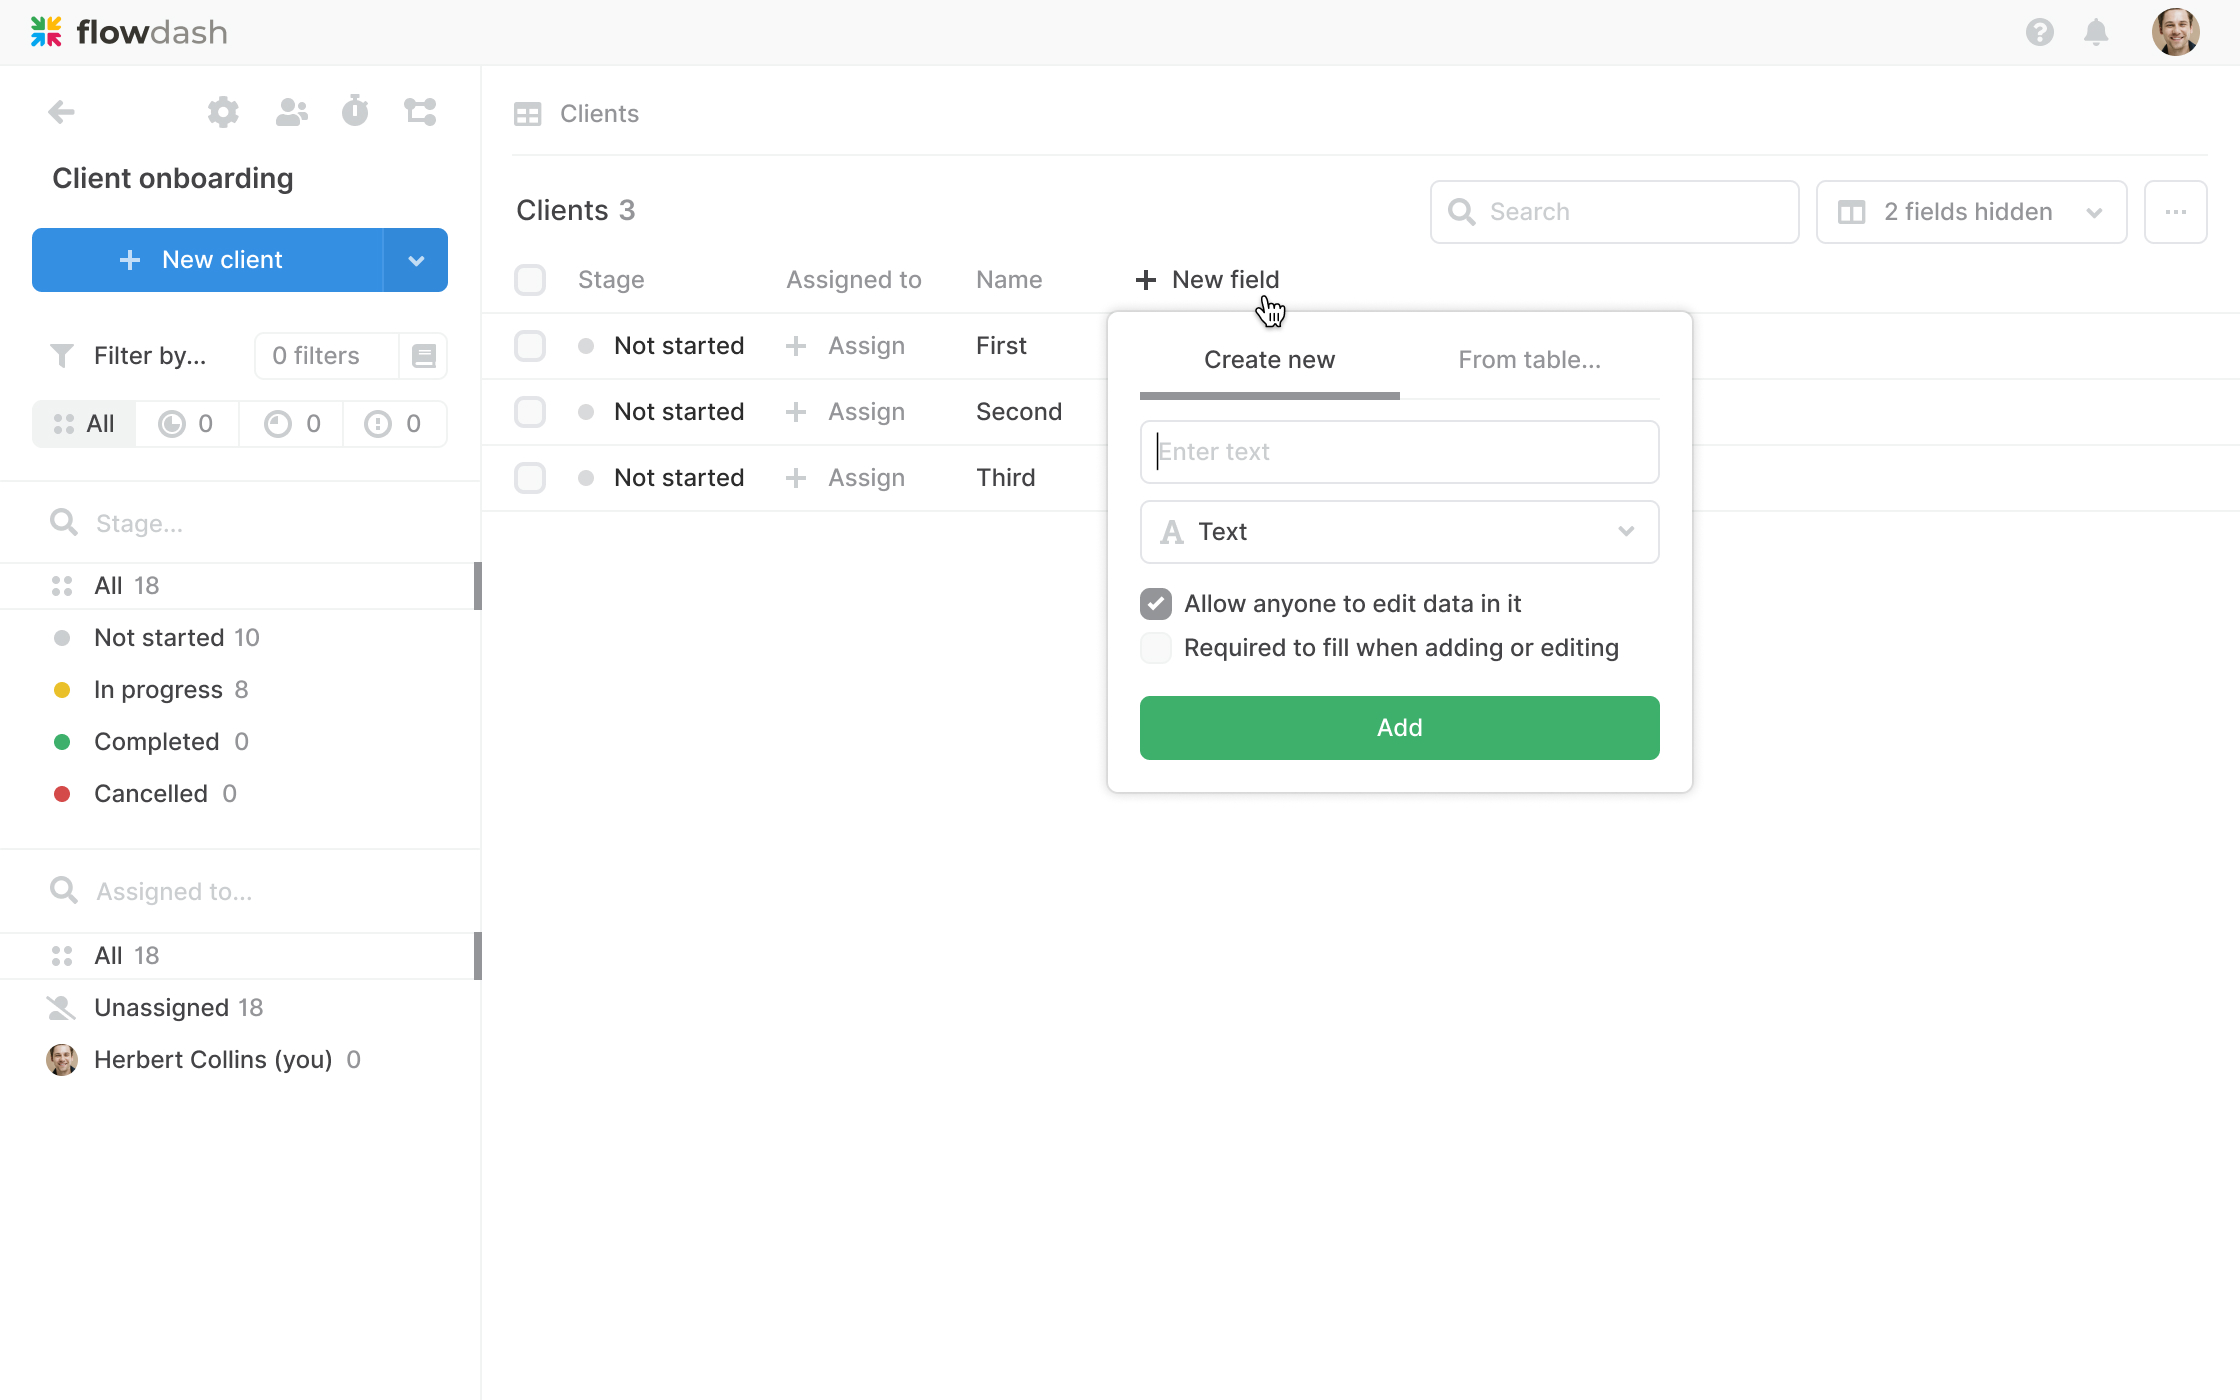 flowdash
Client onboarding
New client
Filter by...
0 filters
All
0
0
0
Stage...
All 18
Not started 10
In progress 8
Completed 0
Cancelled 0
Assigned to...
All 18
Unassigned 18
Herbert Collins (you) 0
Clients
Clients 3
Search
2 fields hidden
Stage Assigned to Name New field
Not started Assign First
Not started Assign Second
Not started Assign Third
Create new From table...
Enter text
Text
Allow anyone to edit data in it
Required to fill when adding or editing
Add